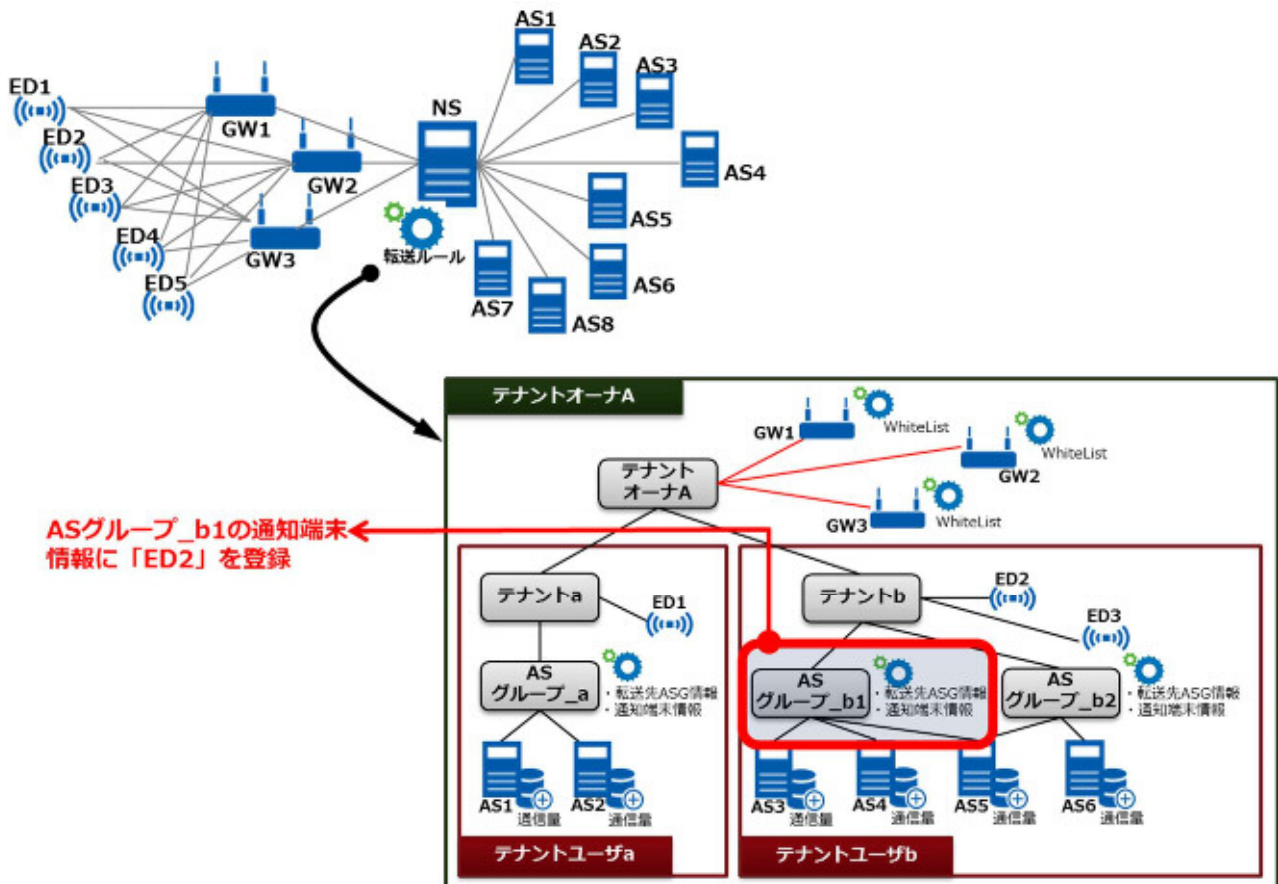 AS1
AS2
AS3
ED1
GW1
NS
ED2
GW2
AS4
ED3
AS5
ED4
GW3
転送ルール
ED5
AS6
AS7
AS8
テナントオーナA
GW1
WhiteList
WhiteList
GW2
テナント
オーナA
GW3
WhiteList
ASグループ_b1の通知端末
情報に「ED2」を登録
テナントa
ED1
テナントb
ED2
ED3
AS
グループ_a
・転送先ASG情報
・通知端末情報
AS
グループ_b1
・転送先ASG情報
・通知端末情報
AS
グループ_b2
・転送先ASG情報
・通知端末情報
AS1
通信量
AS2
通信量
AS3
通信量
AS4
通信量
AS5
通信量
AS6
通信量
テナントユーザa
テナントユーザb